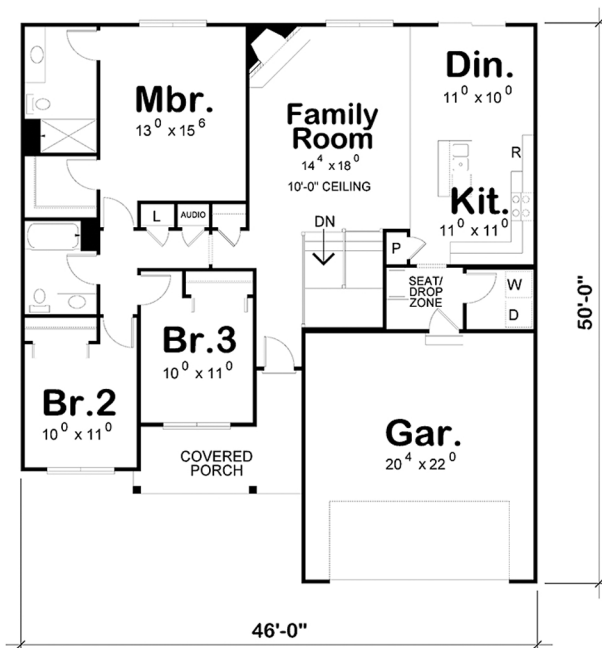 Mbr.
13⁰ x 15⁶
Family
Room
14⁴ x 18⁰
10'-0" CEILING
Din.
11⁰ x 10⁰
R
Kit.
11⁰ x 11⁰
L
AUDIO
DN
P
SEAT/
DROP
ZONE
W
D
Br.3
10⁰ x 11⁰
Br.2
10⁰ x 11⁰
COVERED
PORCH
Gar.
20⁴ x 22⁰
50'-0"
46'-0"